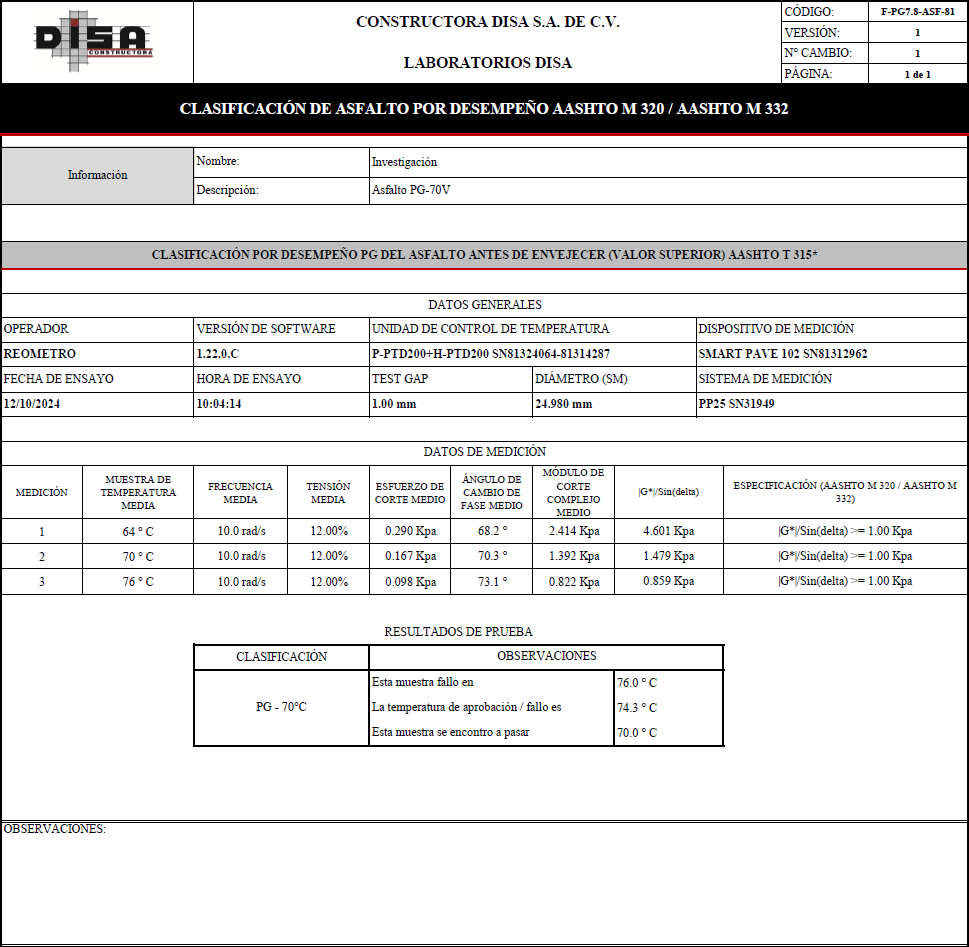 DISA
CONSTRUCTORA
CONSTRUCTORA DISA S.A. DE C.V.
LABORATORIOS DISA
CÓDIGO: F-PG7.8-ASF-81
VERSIÓN: 1
N° CAMBIO: 1
PÁGINA: 1 de 1
CLASIFICACIÓN DE ASFALTO POR DESEMPEÑO AASHTO M 320 / AASHTO M 332
Información
Nombre: Investigación
Descripción: Asfalto PG-70V
CLASIFICACIÓN POR DESEMPEÑO PG DEL ASFALTO ANTES DE ENVEJECER (VALOR SUPERIOR) AASHTO T 315*
DATOS GENERALES
OPERADOR VERSIÓN DE SOFTWARE UNIDAD DE CONTROL DE TEMPERATURA DISPOSITIVO DE MEDICIÓN
REOMETRO 1.22.0.C P-PTD200+H-PTD200 SN81324064-81314287 SMART PAVE 102 SN81312962
FECHA DE ENSAYO HORA DE ENSAYO TEST GAP DIÁMETRO (SM) SISTEMA DE MEDICIÓN
12/10/2024 10:04:14 1.00 mm 24.980 mm PP25 SN31949
DATOS DE MEDICIÓN
MEDICIÓN
MUESTRA DE
TEMPERATURA
MEDIA
FRECUENCIA
MEDIA
TENSIÓN
MEDIA
ESFUERZO DE
CORTE MEDIO
ÁNGULO DE
CAMBIO DE
FASE MEDIO
MÓDULO DE
CORTE
COMPLEJO
MEDIO
|G*|/Sin(delta)
ESPECIFICACIÓN (AASHTO M 320 / AASHTO M
332)
1 64 ° C 10.0 rad/s 12.00% 0.290 Kpa 68.2 ° 2.414 Kpa 4.601 Kpa |G*|/Sin(delta) >= 1.00 Kpa
2 70 ° C 10.0 rad/s 12.00% 0.167 Kpa 70.3 ° 1.392 Kpa 1.479 Kpa |G*|/Sin(delta) >= 1.00 Kpa
3 76 ° C 10.0 rad/s 12.00% 0.098 Kpa 73.1 ° 0.822 Kpa 0.859 Kpa |G*|/Sin(delta) >= 1.00 Kpa
RESULTADOS DE PRUEBA
CLASIFICACIÓN OBSERVACIONES
PG - 70°C
Esta muestra fallo en 76.0 ° C
La temperatura de aprobación / fallo es 74.3 ° C
Esta muestra se encontro a pasar 70.0 ° C
OBSERVACIONES: